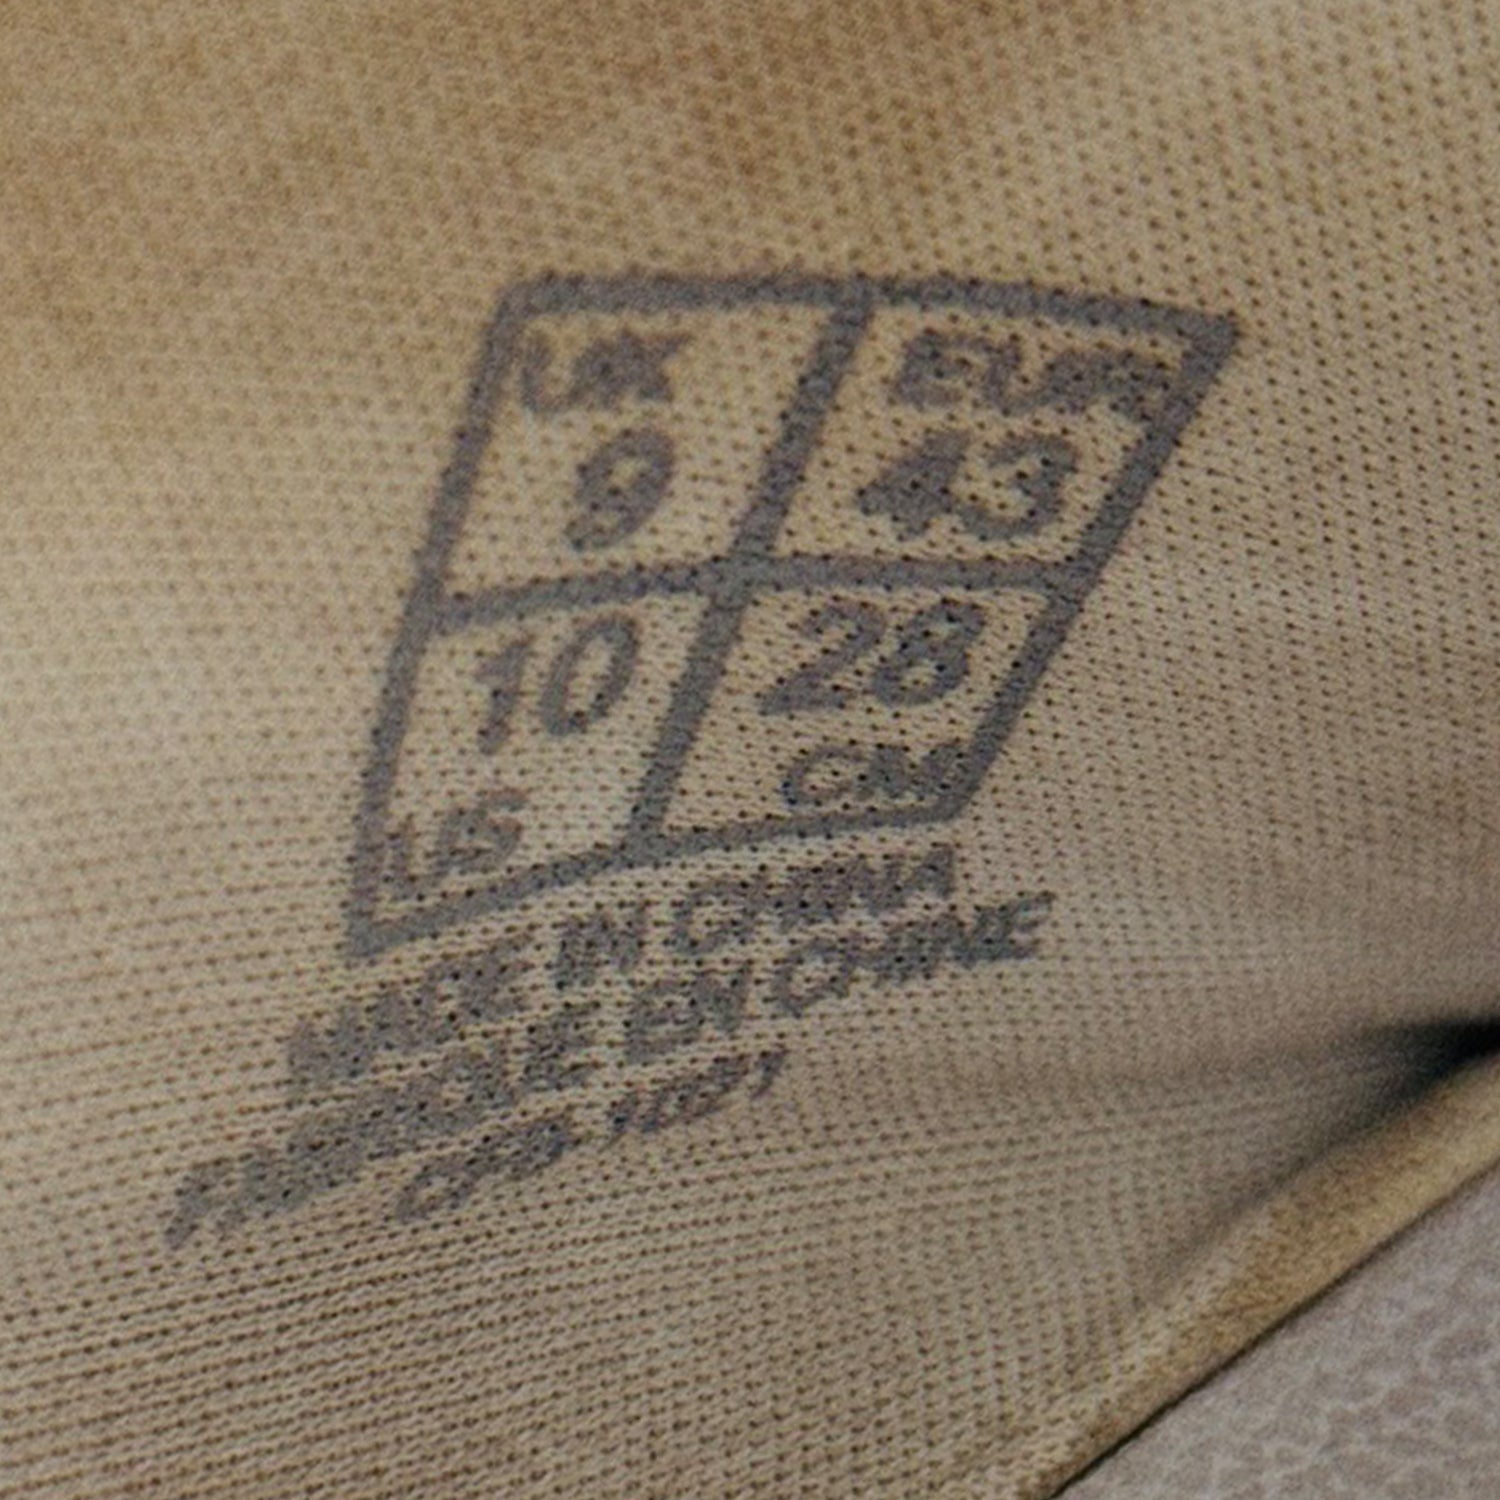 UK EUR
9 43
10 28
US CM
MADE IN CHINA
FABRIQUÉ EN CHINE